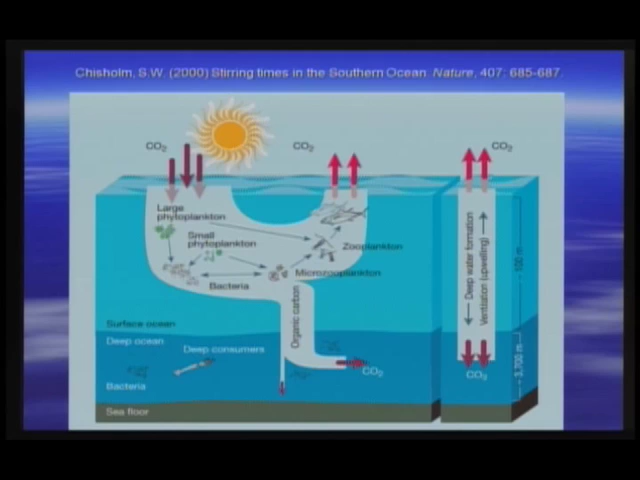 Chisholm, S.W. (2000) Stirring times in the Southern Ocean. Nature, 407: 685-687.
CO2
CO2
CO2
Large
phytoplankton
Small
phytoplankton
Zooplankton
Microzooplankton
Bacteria
Organic carbon
Surface ocean
Deep ocean
Deep consumers
Bacteria
CO2
Sea floor
Deep water formation
Ventilation (upwelling)
CO2
100 m
3,700 m